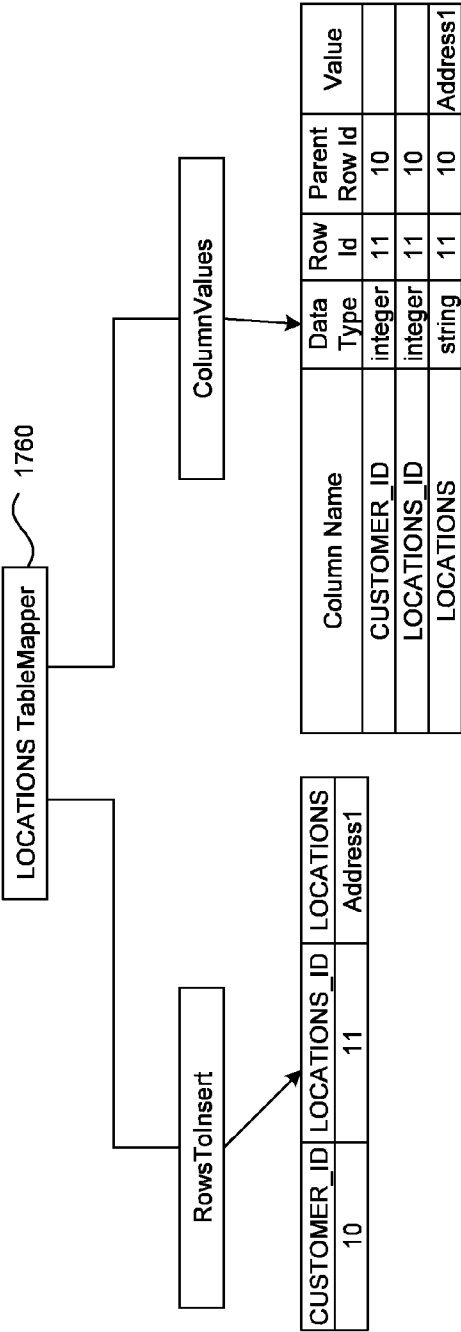 LOCATIONS TableMapper
1760
RowsToInsert
ColumnValues
CUSTOMER_ID LOCATIONS_ID LOCATIONS
10 11 Address1
Column Name Data Type Row Id Parent Row Id Value
CUSTOMER_ID integer 11 10
LOCATIONS_ID integer 11 10
LOCATIONS string 11 10 Address1